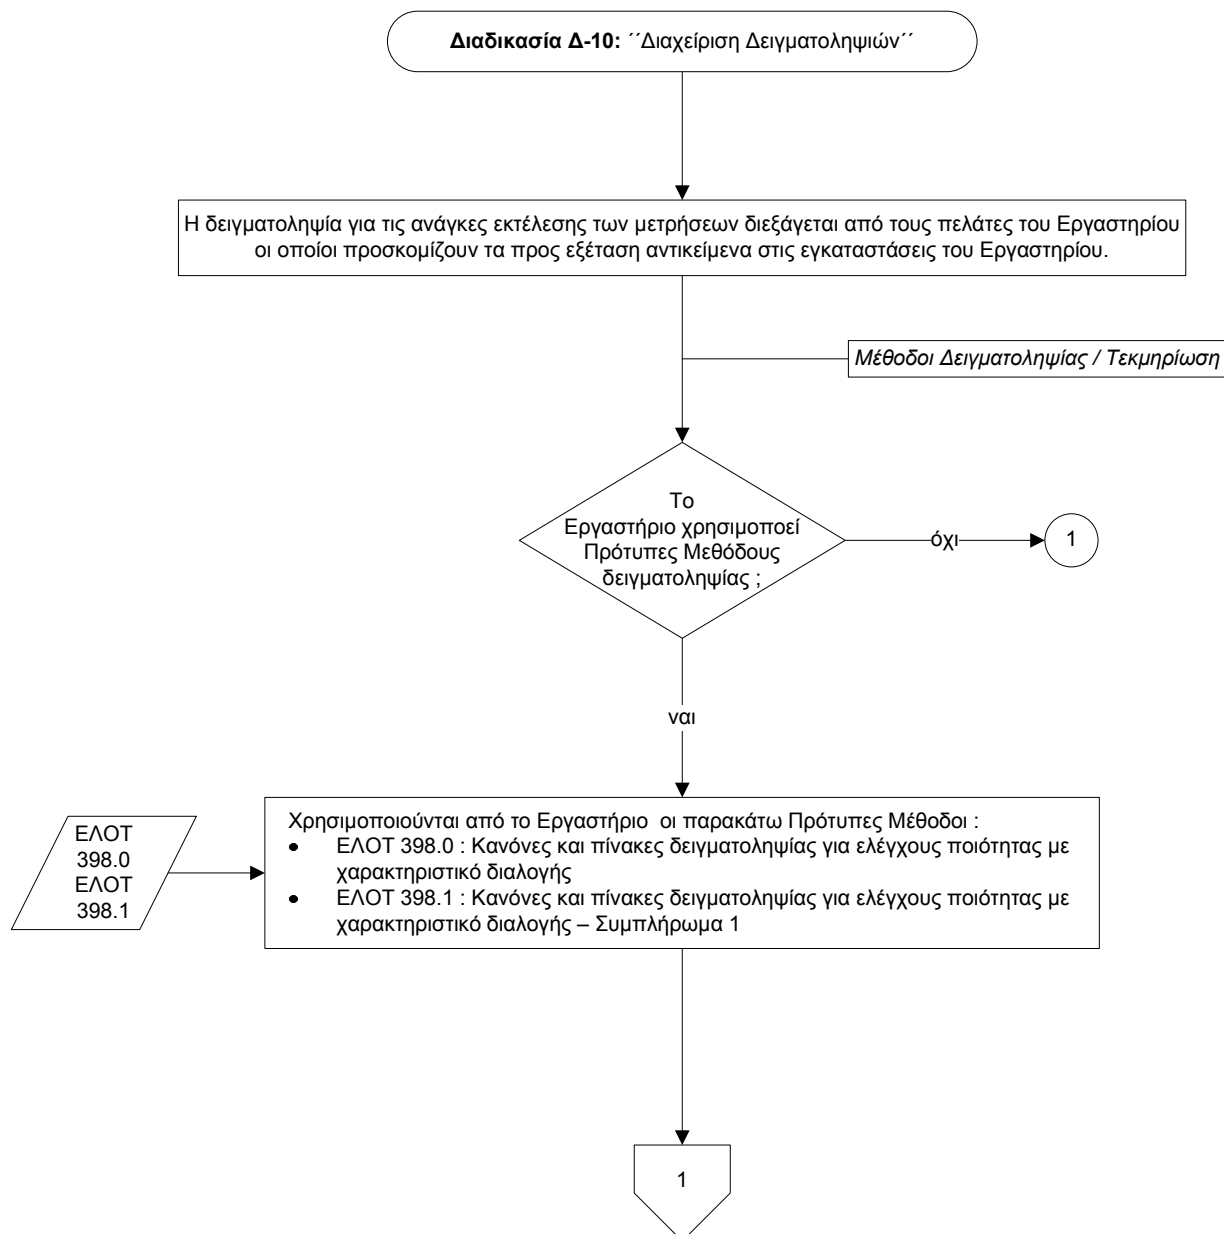 Διαδικασία Δ-10: ´´Διαχείριση Δειγματοληψιών´´
Η δειγματοληψία για τις ανάγκες εκτέλεσης των μετρήσεων διεξάγεται από τους πελάτες του Εργαστηρίου
οι οποίοι προσκομίζουν τα προς εξέταση αντικείμενα στις εγκαταστάσεις του Εργαστηρίου.
Μέθοδοι Δειγματοληψίας / Τεκμηρίωση
Το
Εργαστήριο χρησιμοποεί
Πρότυπες Μεθόδους
δειγματοληψίας ;
όχι
1
ναι
ΕΛΟΤ
398.0
ΕΛΟΤ
398.1
Χρησιμοποιούνται από το Εργαστήριο οι παρακάτω Πρότυπες Μέθοδοι :
• ΕΛΟΤ 398.0 : Κανόνες και πίνακες δειγματοληψίας για ελέγχους ποιότητας με
χαρακτηριστικό διαλογής
• ΕΛΟΤ 398.1 : Κανόνες και πίνακες δειγματοληψίας για ελέγχους ποιότητας με
χαρακτηριστικό διαλογής – Συμπλήρωμα 1
1